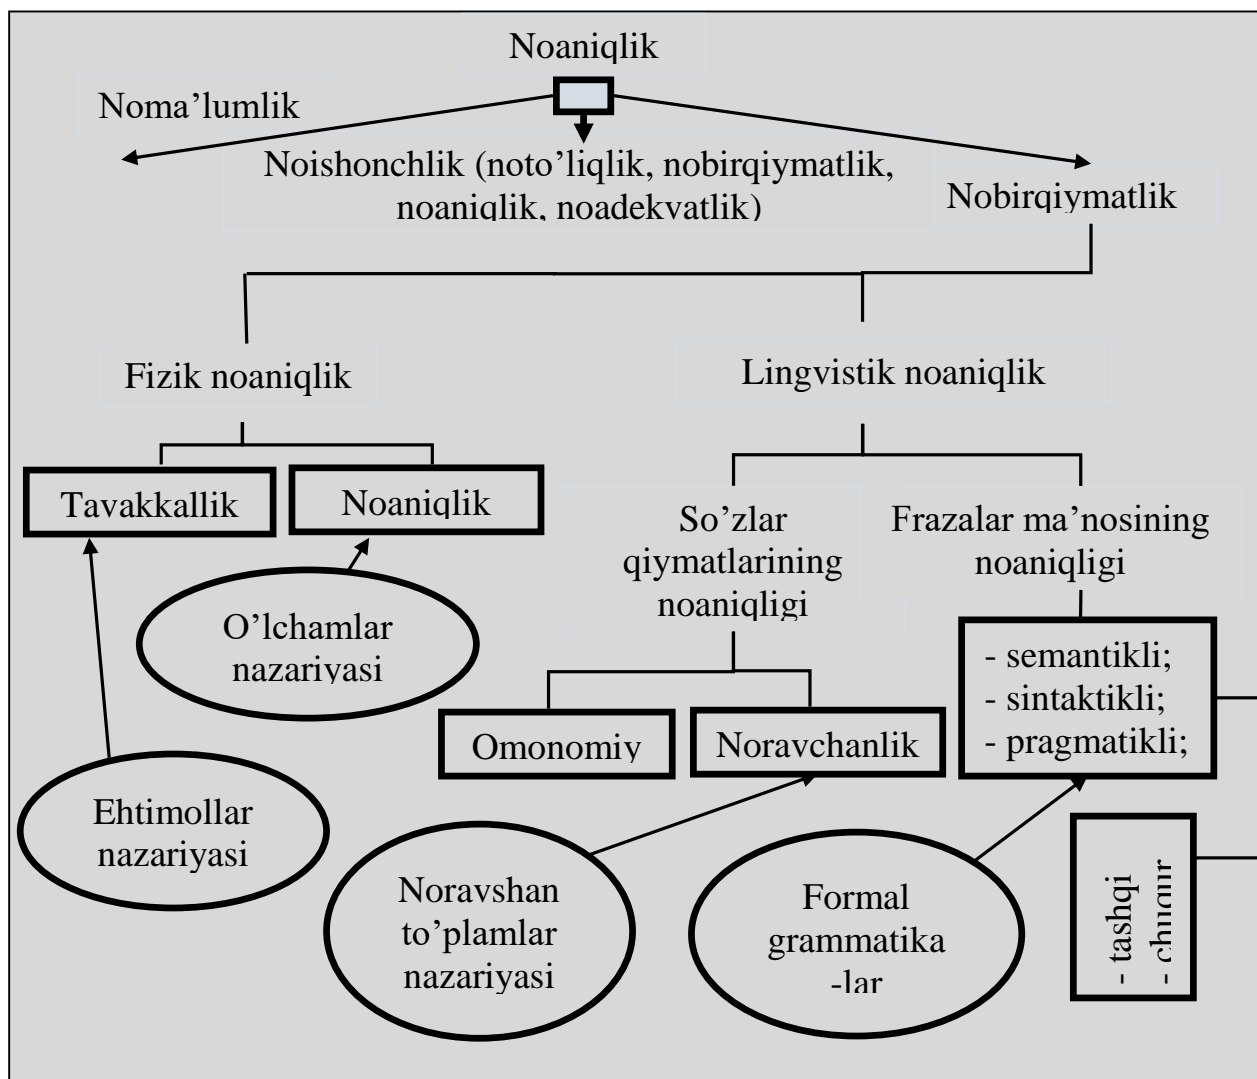 Noaniqlik
Noma’lumlik
Noishonchlik (noto’liqlik, nobirqiymatlik,
noaniqlik, noadekvatlik)
Nobirqiymatlik
Fizik noaniqlik
Lingvistik noaniqlik
Tavakkallik
Noaniqlik
So’zlar
qiymatlarining
noaniqligi
Frazalar ma’nosining
noaniqligi
O’lchamlar
nazariyasi
- semantikli;
- sintaktikli;
- pragmatikli;
Omonomiy
Noravchanlik
Ehtimollar
nazariyasi
Noravshan
to’plamlar
nazariyasi
Formal
grammatika
-lar
- tashqi
- chuqur